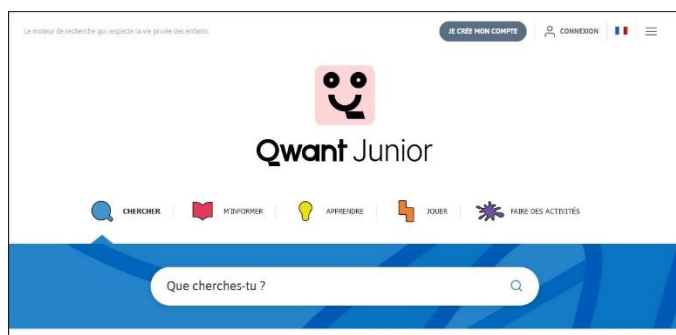 Le moteur de recherche qui respecte la vie privée des enfants.
JE CRÉE MON COMPTE
CONNEXION
Qwant Junior
CHERCHER
M'INFORMER
APPRENDRE
JOUER
FAIRE DES ACTIVITÉS
Que cherches-tu ?